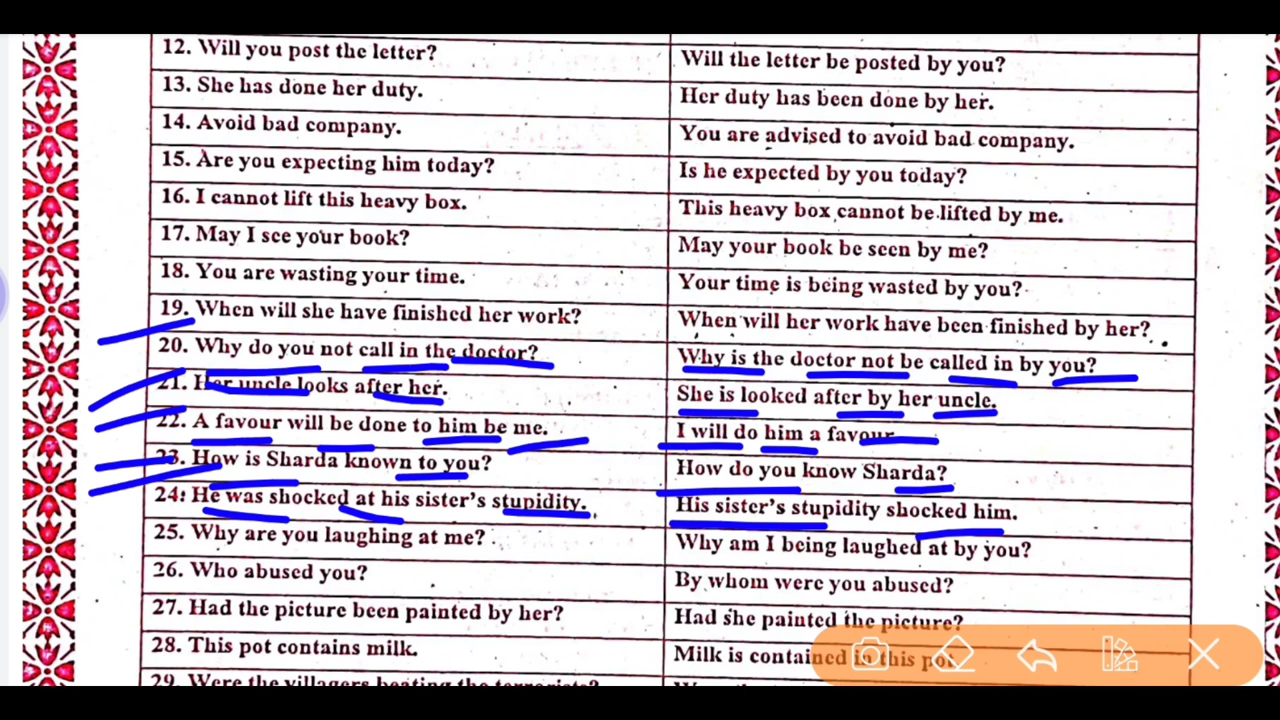 12. Will you post the letter?
Will the letter be posted by you?
13. She has done her duty.
Her duty has been done by her.
14. Avoid bad company.
You are advised to avoid bad company.
15. Are you expecting him today?
Is he expected by you today?
16. I cannot lift this heavy box.
This heavy box cannot be lifted by me.
17. May I see your book?
May your book be seen by me?
18. You are wasting your time.
Your time is being wasted by you?
19. When will she have finished her work?
When will her work have been finished by her?
20. Why do you not call in the doctor?
Why is the doctor not be called in by you?
21. Her uncle looks after her.
She is looked after by her uncle.
22. A favour will be done to him be me.
I will do him a favour
23. How is Sharda known to you?
How do you know Sharda?
24: He was shocked at his sister's stupidity.
His sister's stupidity shocked him.
25. Why are you laughing at me?
Why am I being laughed at by you?
26. Who abused you?
By whom were you abused?
27. Had the picture been painted by her?
Had she painted the picture?
28. This pot contains milk.
Milk is contained in this pot
29. Were the villagers beating the terrorists?